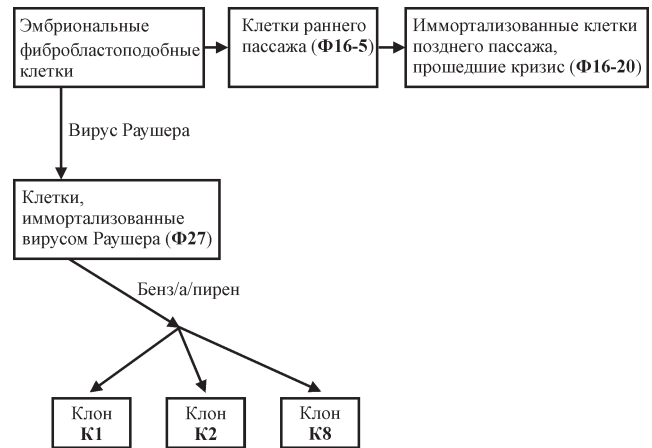 Эмбриональные
фибробластоподобные
клетки
Клетки раннего
пассажа (Ф16-5)
Иммортализованные клетки
позднего пассажа,
прошедшие кризис (Ф16-20)
Вирус Раушера
Клетки,
иммортализованные
вирусом Раушера (Ф27)
Бенз/а/пирен
Клон
К1
Клон
К2
Клон
К8